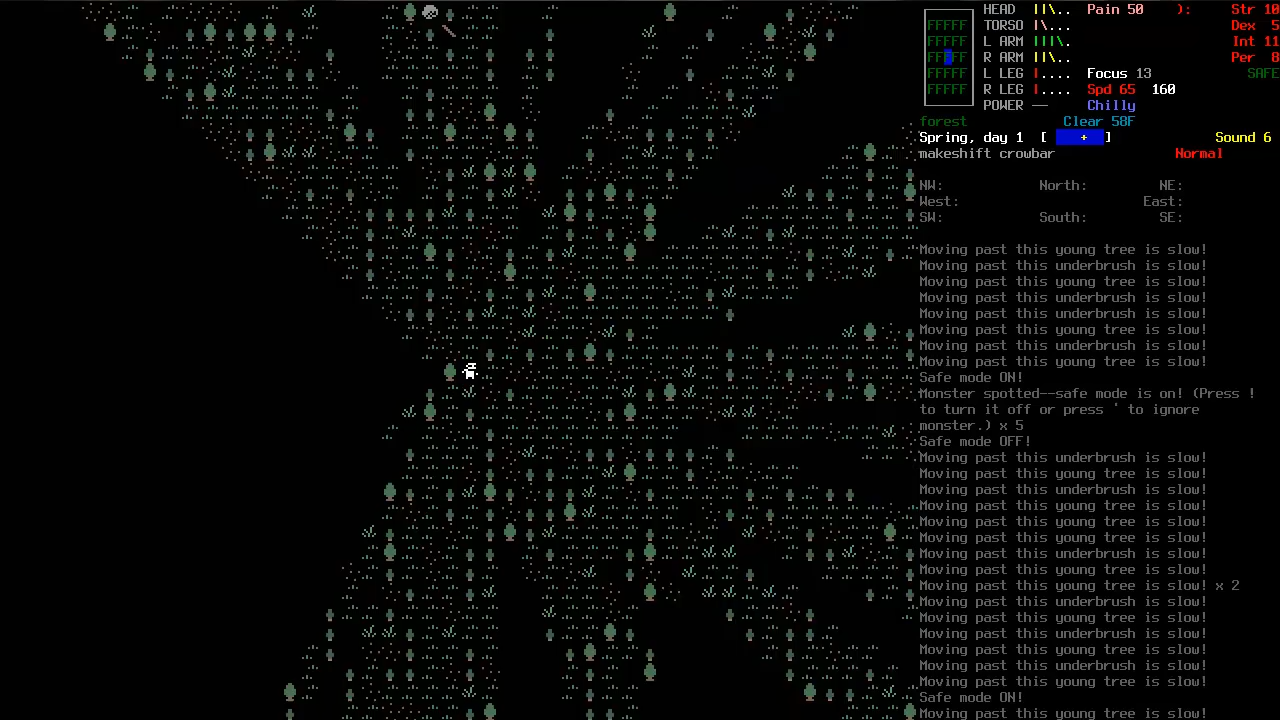 HEAD ||\.. Pain 50 ): Str 10
FFFFF TORSO |\... Dex 5
FFFFF L ARM |||\. Int 11
FFFFF R ARM ||\.. Per 8
FFFFF L LEG |.... Focus 13 SAFE
FFFFF R LEG |.... Spd 65 160
POWER -- Chilly
forest Clear 58F
Spring, day 1 [ + ] Sound 6
makeshift crowbar Normal
NW: North: NE:
West: East:
SW: South: SE:
Moving past this young tree is slow!
Moving past this underbrush is slow!
Moving past this young tree is slow!
Moving past this underbrush is slow!
Moving past this underbrush is slow!
Moving past this young tree is slow!
Moving past this underbrush is slow!
Moving past this young tree is slow!
Safe mode ON!
Monster spotted--safe mode is on! (Press !
to turn it off or press ' to ignore
monster.) x 5
Safe mode OFF!
Moving past this underbrush is slow!
Moving past this young tree is slow!
Moving past this underbrush is slow!
Moving past this young tree is slow!
Moving past this underbrush is slow!
Moving past this young tree is slow!
Moving past this underbrush is slow!
Moving past this young tree is slow!
Moving past this young tree is slow! x 2
Moving past this underbrush is slow!
Moving past this young tree is slow!
Moving past this underbrush is slow!
Moving past this young tree is slow!
Moving past this underbrush is slow!
Moving past this young tree is slow!
Safe mode ON!
Moving past this young tree is slow!